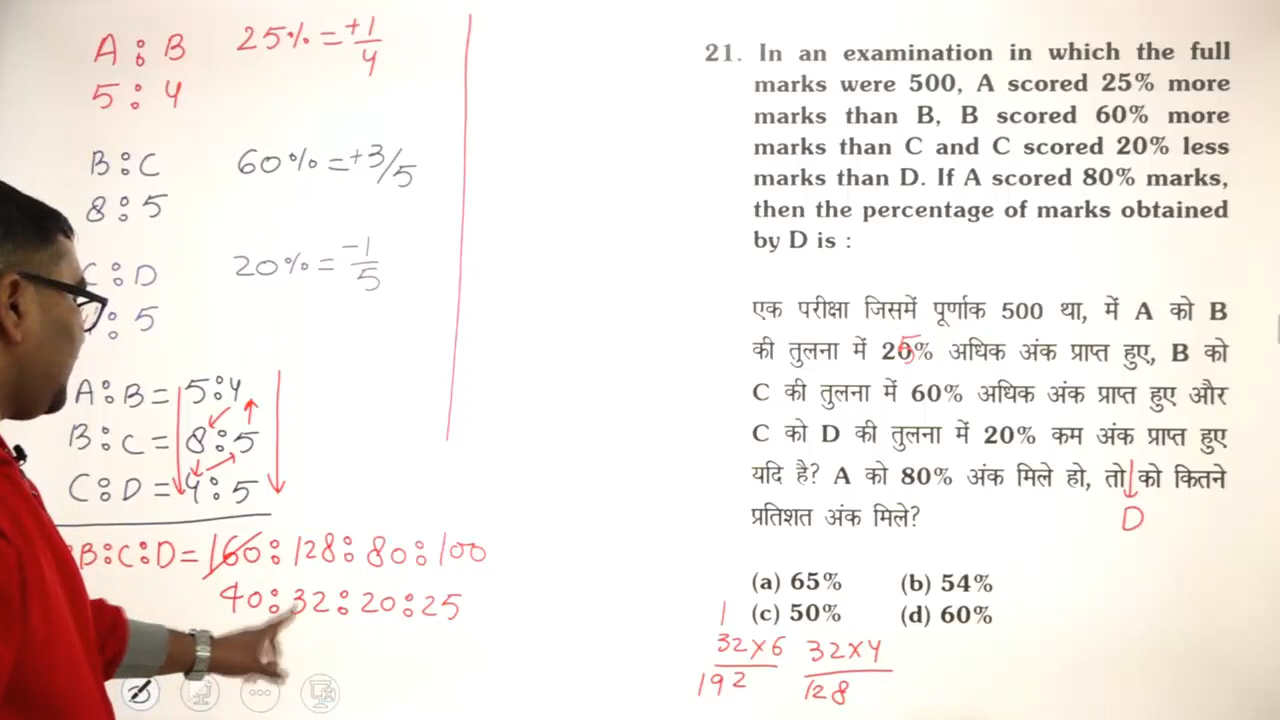 A : B 25% = +1/4
5 : 4
B : C 60% = +3/5
8 : 5
C : D 20% = -1/5
: 5
A : B = 5 : 4
B : C = 8 : 5
C : D = 4 : 5
B : C : D = 160 : 128 : 80 : 100
40 : 32 : 20 : 25
21. In an examination in which the full
marks were 500, A scored 25% more
marks than B, B scored 60% more
marks than C and C scored 20% less
marks than D. If A scored 80% marks,
then the percentage of marks obtained
by D is :
एक परीक्षा जिसमें पूर्णाक 500 था, में A को B
की तुलना में 205% अधिक अंक प्राप्त हुए, B को
C की तुलना में 60% अधिक अंक प्राप्त हुए और
C को D की तुलना में 20% कम अंक प्राप्त हुए
यदि है? A को 80% अंक मिले हो, तो को कितने
D
प्रतिशत अंक मिले?
(a) 65% (b) 54%
(c) 50% (d) 60%
1
32×6 32×4
192 128